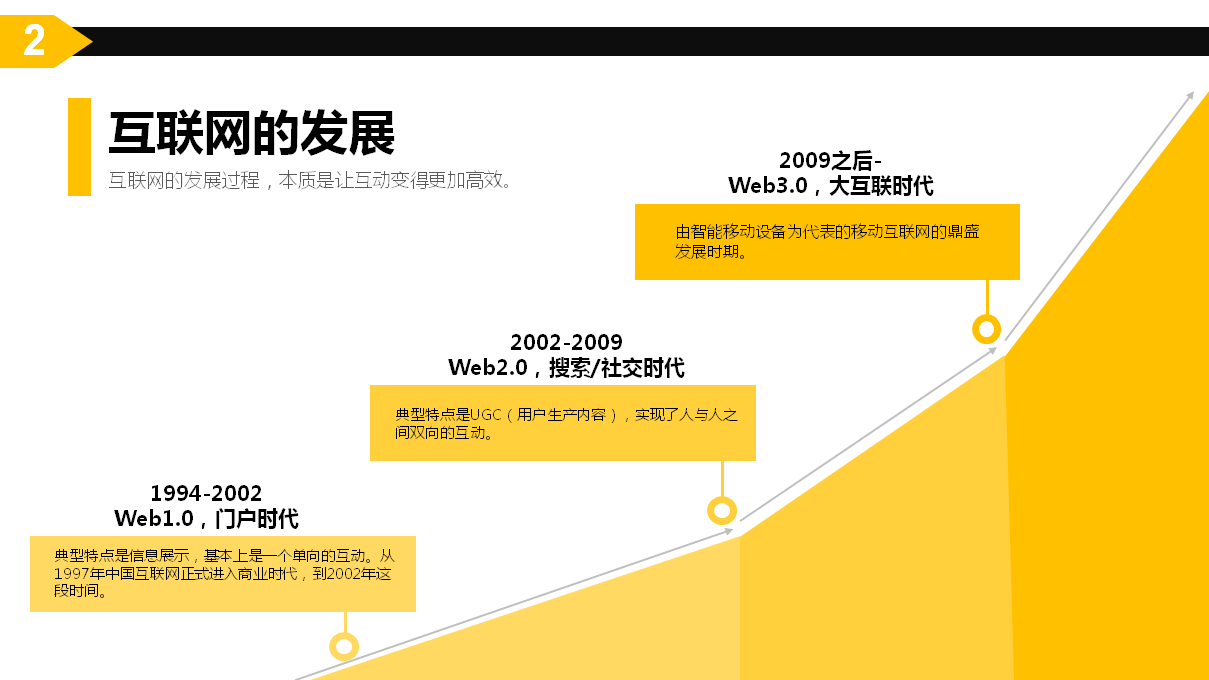 2
互联网的发展
互联网的发展过程，本质是让互动变得更加高效。
2009之后-
Web3.0，大互联时代
由智能移动设备为代表的移动互联网的鼎盛
发展时期。
2002-2009
Web2.0，搜索/社交时代
典型特点是UGC（用户生产内容），实现了人与人之
间双向的互动。
1994-2002
Web1.0，门户时代
典型特点是信息展示，基本上是一个单向的互动。从
1997年中国互联网正式进入商业时代，到2002年这
段时间。